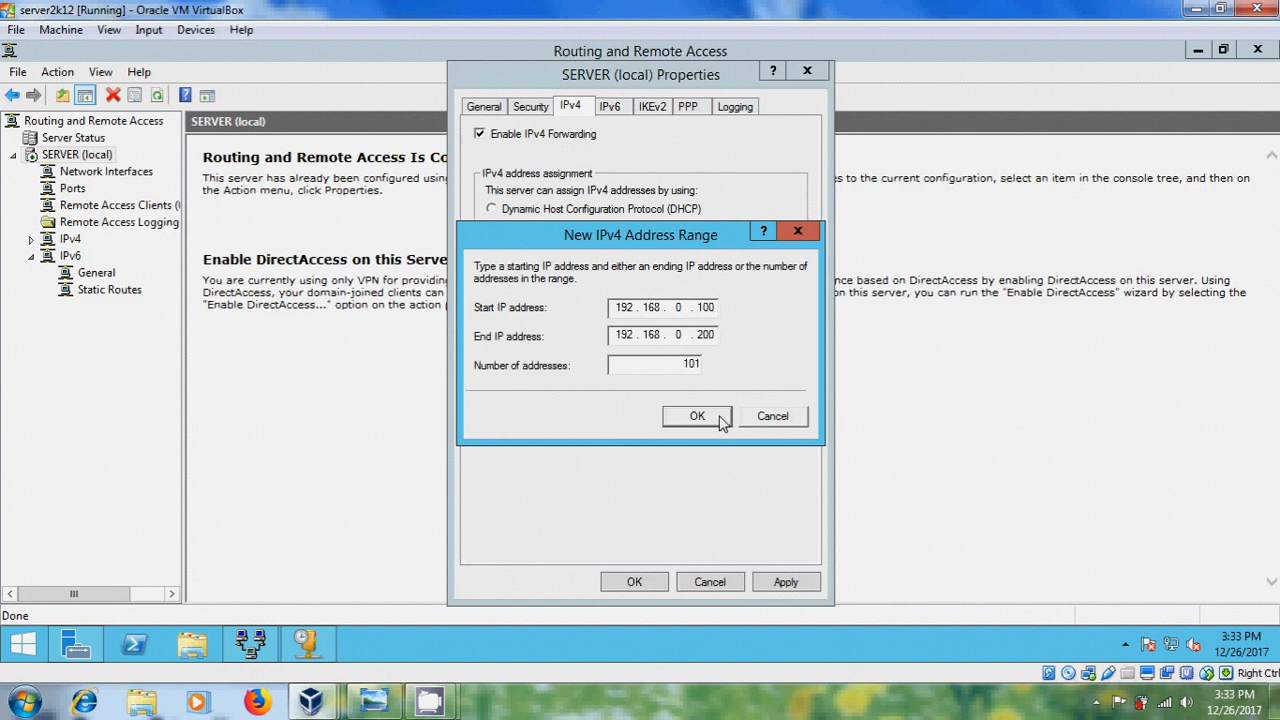 server2k12 [Running] - Oracle VM VirtualBox
File Machine View Input Devices Help
Routing and Remote Access
File Action View Help
SERVER (local) Properties
?
General Security IPv4 IPv6 IKEv2 PPP Logging
Routing and Remote Access
Server Status
SERVER (local)
Network Interfaces
Ports
Remote Access Clients (
Remote Access Logging
IPv4
IPv6
General
Static Routes
SERVER (local)
Routing and Remote Access Is Co
This server has already been configured using
es to the current configuration, select an item in the console tree, and then on
the Action menu, click Properties.
Enable DirectAccess on this Serve
You are currently using only VPN for providing
nce based on DirectAccess by enabling DirectAccess on this server. Using
DirectAccess, your domain-joined clients can
on this server, you can run the "Enable DirectAccess" wizard by selecting the
"Enable DirectAccess..." option on the action
Enable IPv4 Forwarding
IPv4 address assignment
This server can assign IPv4 addresses by using:
Dynamic Host Configuration Protocol (DHCP)
New IPv4 Address Range
?
Type a starting IP address and either an ending IP address or the number of
addresses in the range.
Start IP address: 192 . 168 . 0 . 100
End IP address: 192 . 168 . 0 . 200
Number of addresses: 101
OK Cancel
OK Cancel Apply
Done
3:33 PM
12/26/2017
Right Ctrl
3:33 PM
12/26/2017